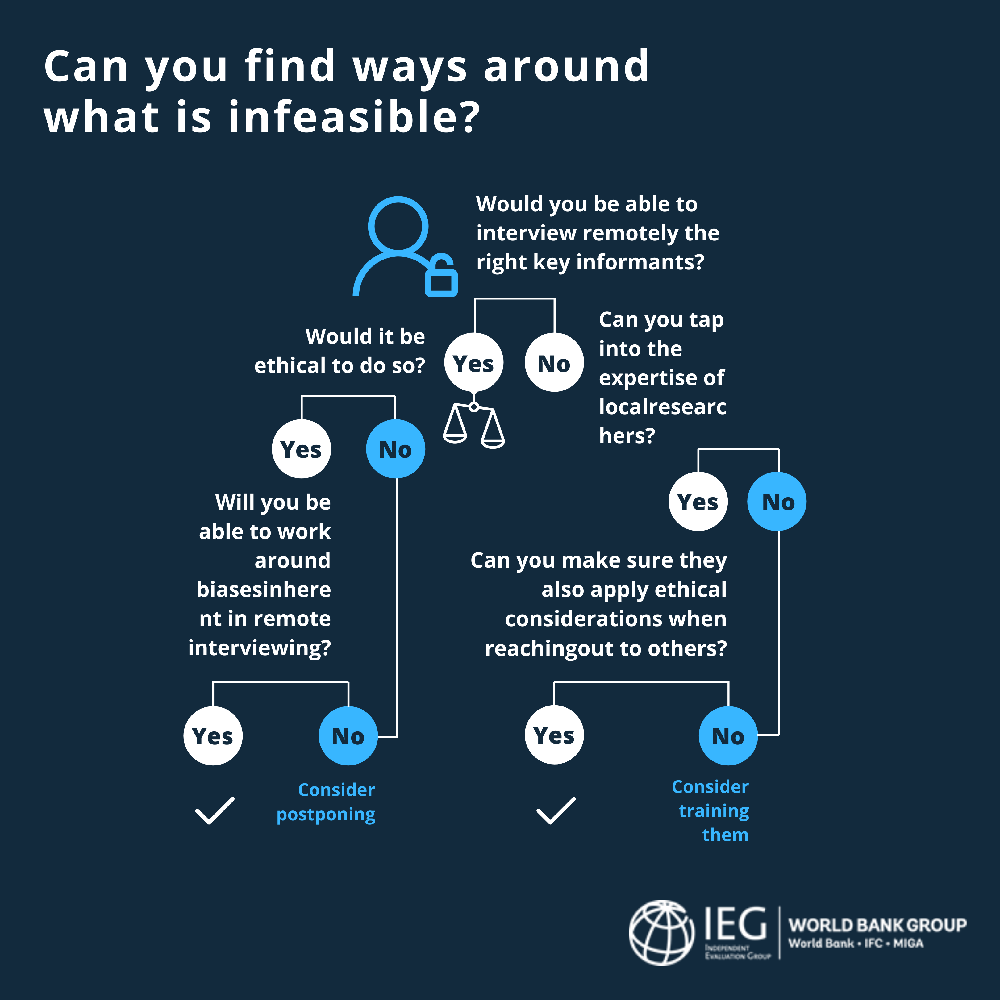 Can you find ways around
what is infeasible?
Would you be able to
interview remotely the
right key informants?
Would it be
ethical to do so?
Yes
No
Can you tap
into the
expertise of
localresearc
hers?
Yes
No
Yes
No
Will you be
able to work
around
biasesinhere
nt in remote
interviewing?
Can you make sure they
also apply ethical
considerations when
reachingout to others?
Yes
No
Yes
No
Consider
postponing
Consider
training
them
IEG
INDEPENDENT
EVALUATION GROUP
WORLD BANK GROUP
World Bank • IFC • MIGA